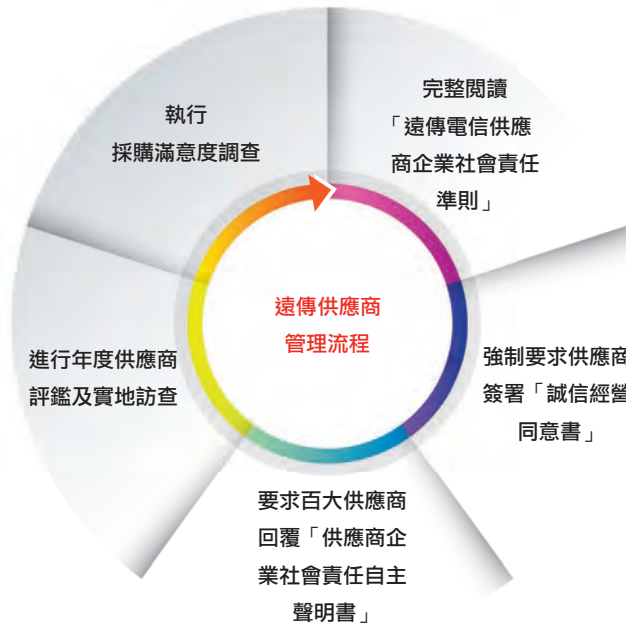 執行
採購滿意度調查
完整閱讀
「遠傳電信供應
商企業社會責任
準則」
遠傳供應商
管理流程
進行年度供應商
評鑑及實地訪查
強制要求供應商
簽署「誠信經營
同意書」
要求百大供應商
回覆「供應商企
業社會責任自主
聲明書」